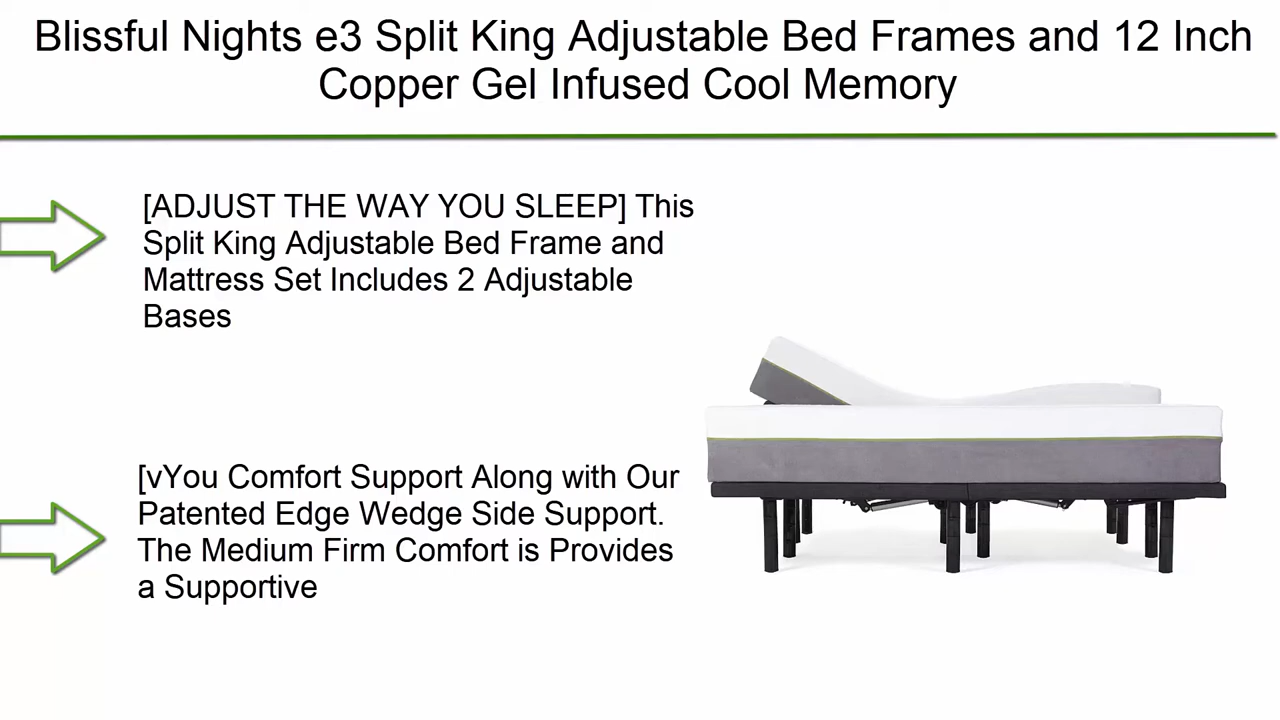 Blissful Nights e3 Split King Adjustable Bed Frames and 12 Inch
Copper Gel Infused Cool Memory
[ADJUST THE WAY YOU SLEEP] This
Split King Adjustable Bed Frame and
Mattress Set Includes 2 Adjustable
Bases
[vYou Comfort Support Along with Our
Patented Edge Wedge Side Support.
The Medium Firm Comfort is Provides
a Supportive